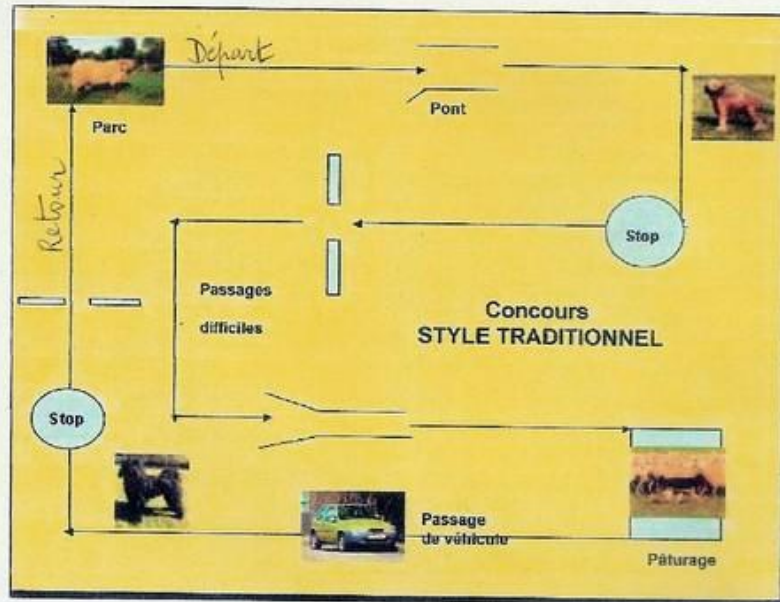 Départ
Parc
Pont
Retour
Stop
Passages
difficiles
Concours
STYLE TRADITIONNEL
Stop
Passage
de véhicule
Pâturage